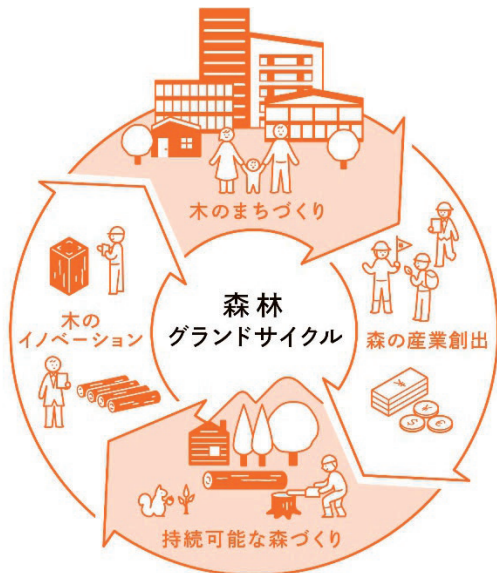 木のまちづくり
木の
イノベーション
森林
グランドサイクル
森の産業創出
¥
¥
$
€
持続可能な森づくり